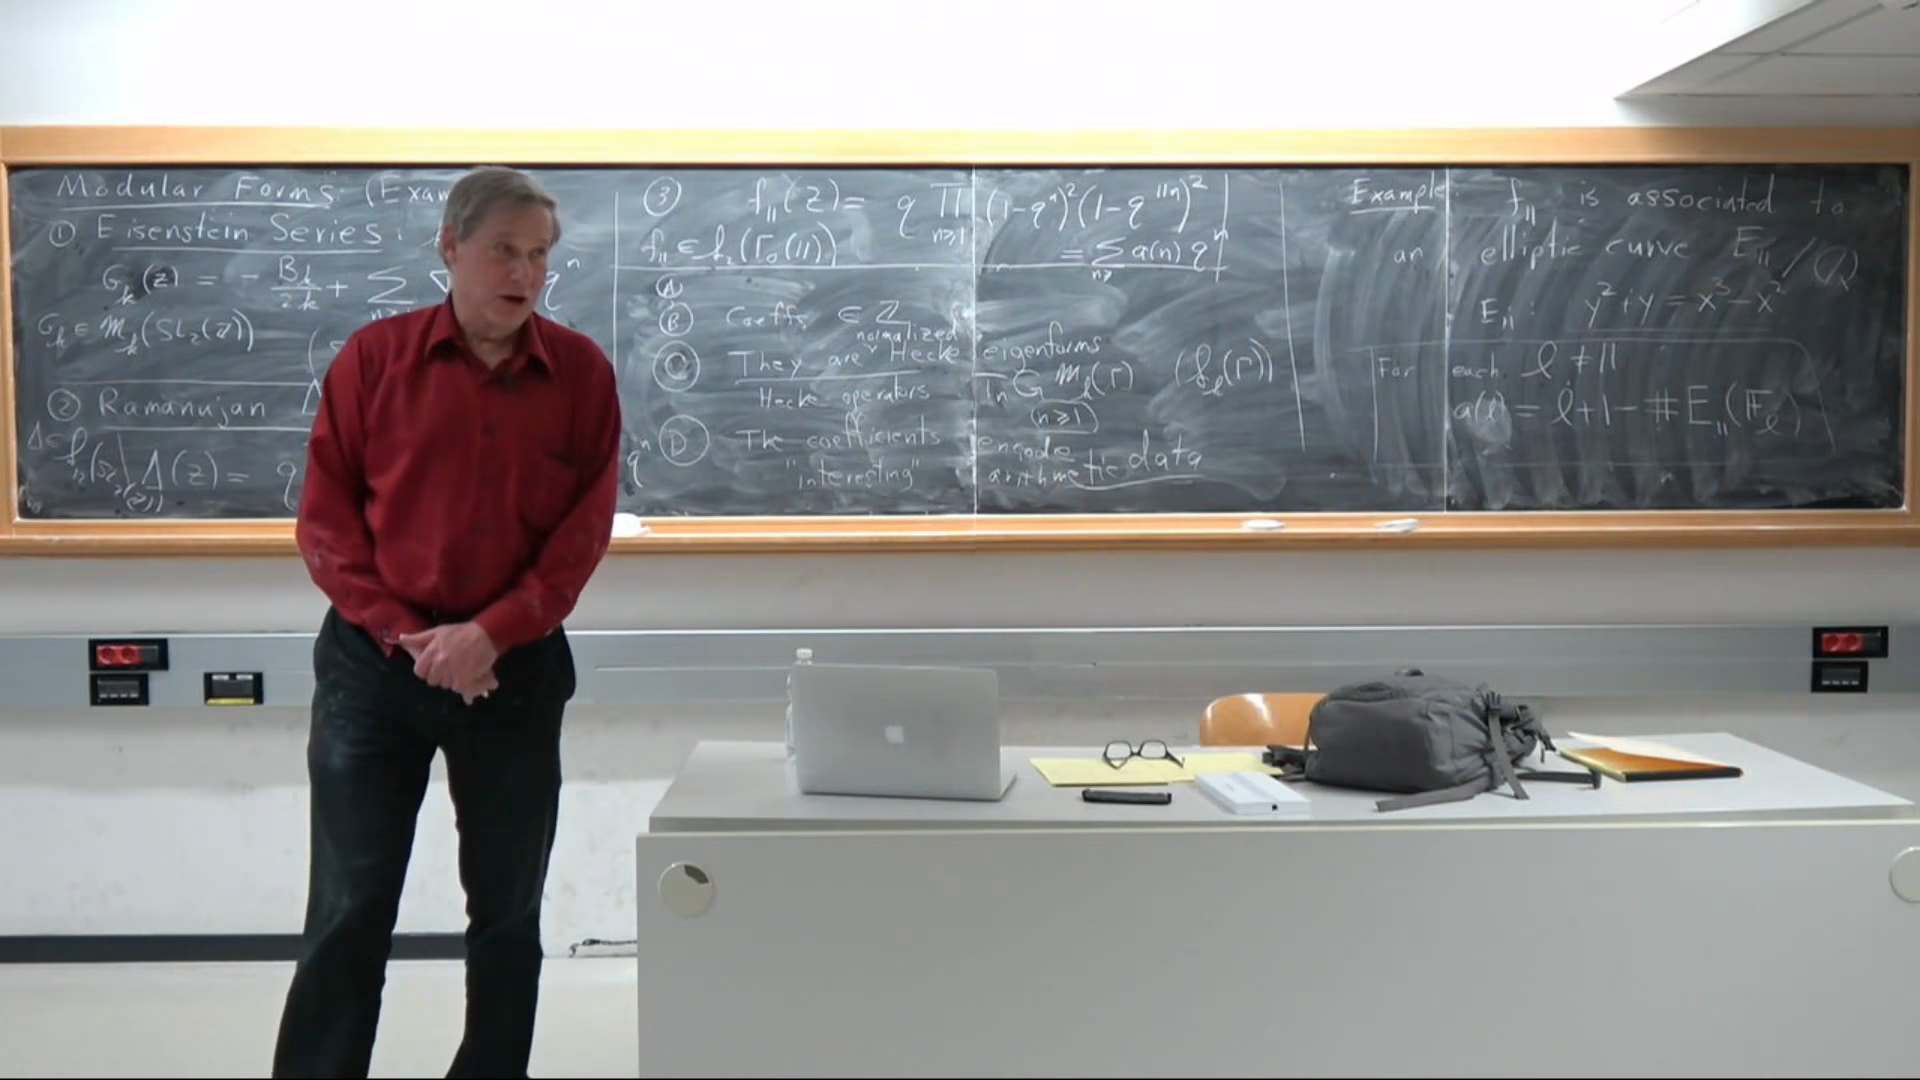 Modular Forms: (Exam
① Eisenstein Series:
G_k(z) = - B_k/2k + Σ n≥1 q^n
G_k ∈ M_k(SL_2(Z))
② Ramanujan Δ
Δ ∈ S_12(SL_2(Z)) Δ(z) = q
q^n
③ f_11(z) = q ∏ n≥1 (1-q^n)^2 (1-q^11n)^2
f_11 ∈ S_2(Γ_0(11)) = Σ n≥1 a(n) q^n
Ⓐ
Ⓑ Coeffs ∈ Z
normalized
Ⓒ They are Hecke eigenforms
Hecke operators in G M_k(Γ) (S_k(Γ))
(n≥1)
Ⓓ The coefficients encode
"interesting" arithmetic data
Example: f_11 is associated to
an elliptic curve E_11/Q
E_11: y^2+y = x^3-x^2
For each ℓ ≠ 11
a(ℓ) = ℓ+1-#E_11(F_ℓ)